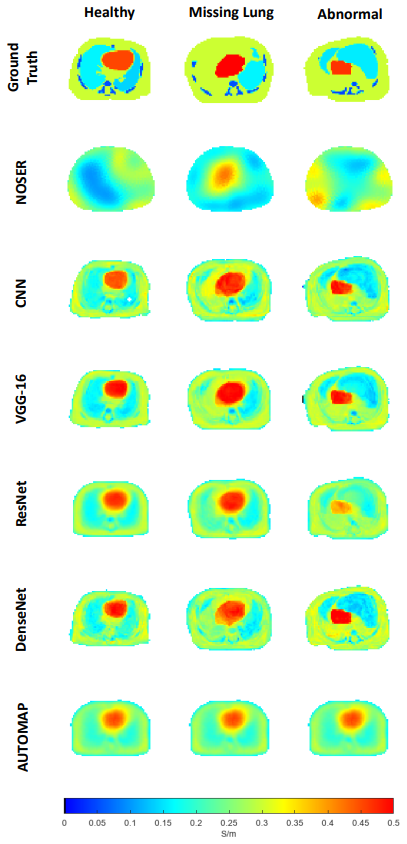 Healthy Missing Lung Abnormal
Ground
Truth
NOSER
CNN
VGG-16
ResNet
DenseNet
AUTOMAP
0 0.05 0.1 0.15 0.2 0.25 0.3 0.35 0.4 0.45 0.5
S/m